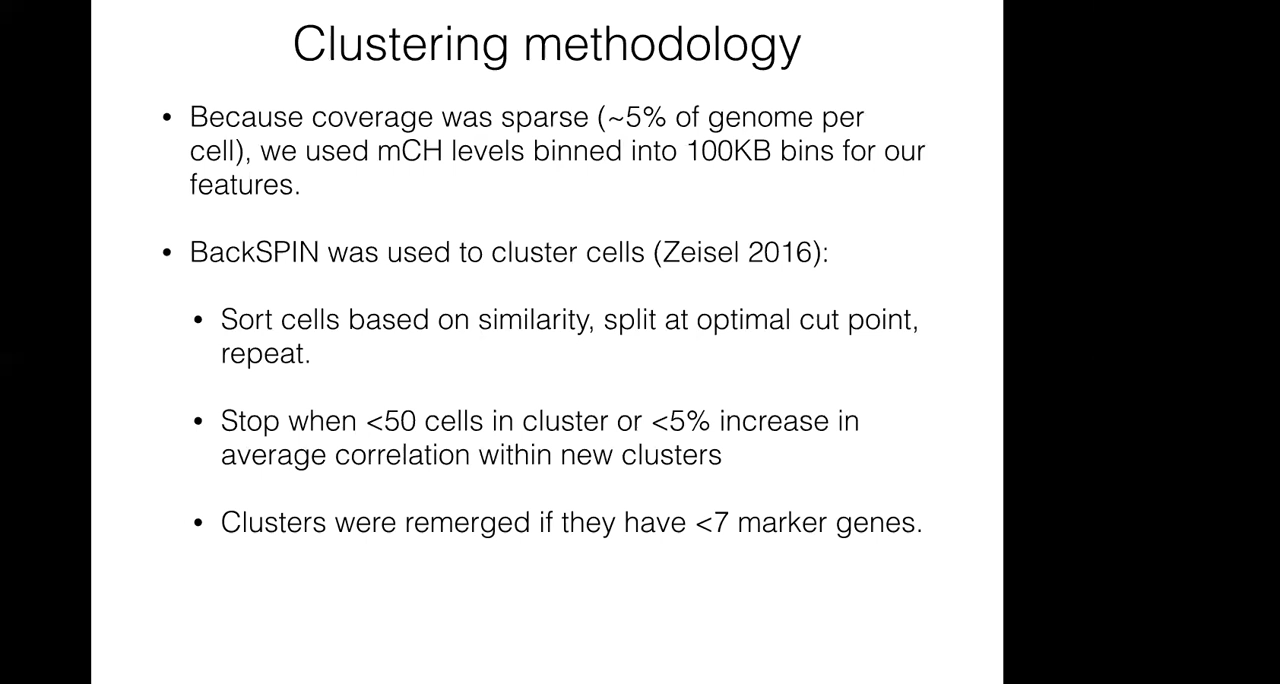 Clustering methodology
• Because coverage was sparse (~5% of genome per
cell), we used mCH levels binned into 100KB bins for our
features.
• BackSPIN was used to cluster cells (Zeisel 2016):
• Sort cells based on similarity, split at optimal cut point,
repeat.
• Stop when <50 cells in cluster or <5% increase in
average correlation within new clusters
• Clusters were remerged if they have <7 marker genes.